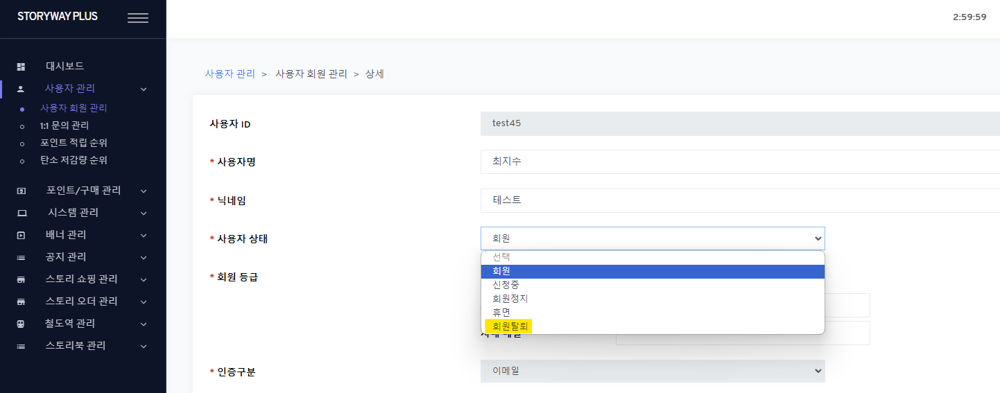 STORYWAY PLUS
2:59:59
대시보드
사용자 관리
사용자 회원 관리
1:1 문의 관리
포인트 적립 순위
탄소 저감량 순위
포인트/구매 관리
시스템 관리
배너 관리
공지 관리
스토리 쇼핑 관리
스토리 오더 관리
철도역 관리
스토리북 관리
사용자 관리 > 사용자 회원 관리 > 상세
사용자 ID
test45
* 사용자명
최지수
* 닉네임
테스트
* 사용자 상태
회원
선택
회원
신청중
회원정지
휴면
회원탈퇴
* 회원 등급
* 인증구분
이메일